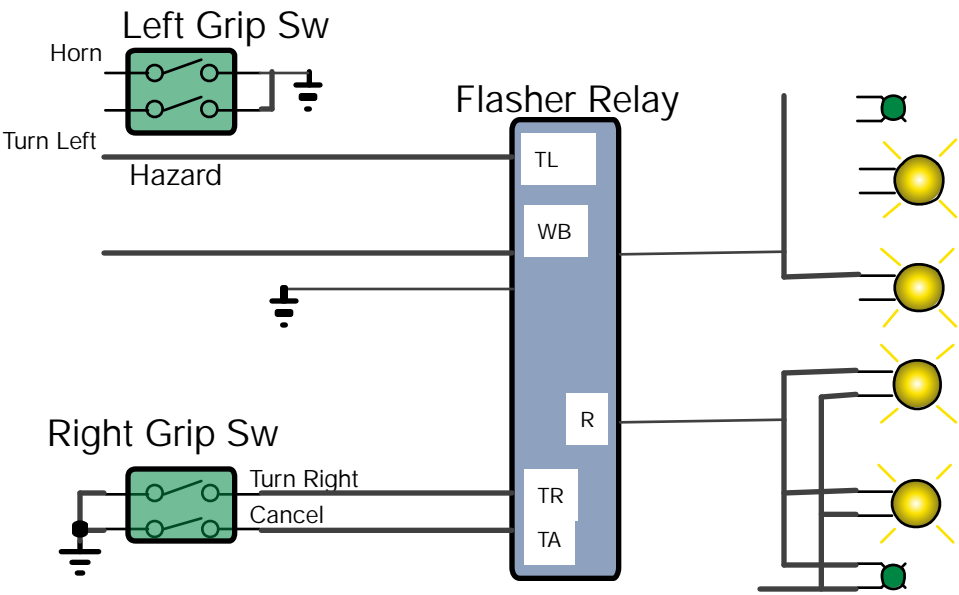 Left Grip Sw
Horn
Flasher Relay
Turn Left
TL
Hazard
WB
R
Right Grip Sw
Turn Right
TR
Cancel
TA